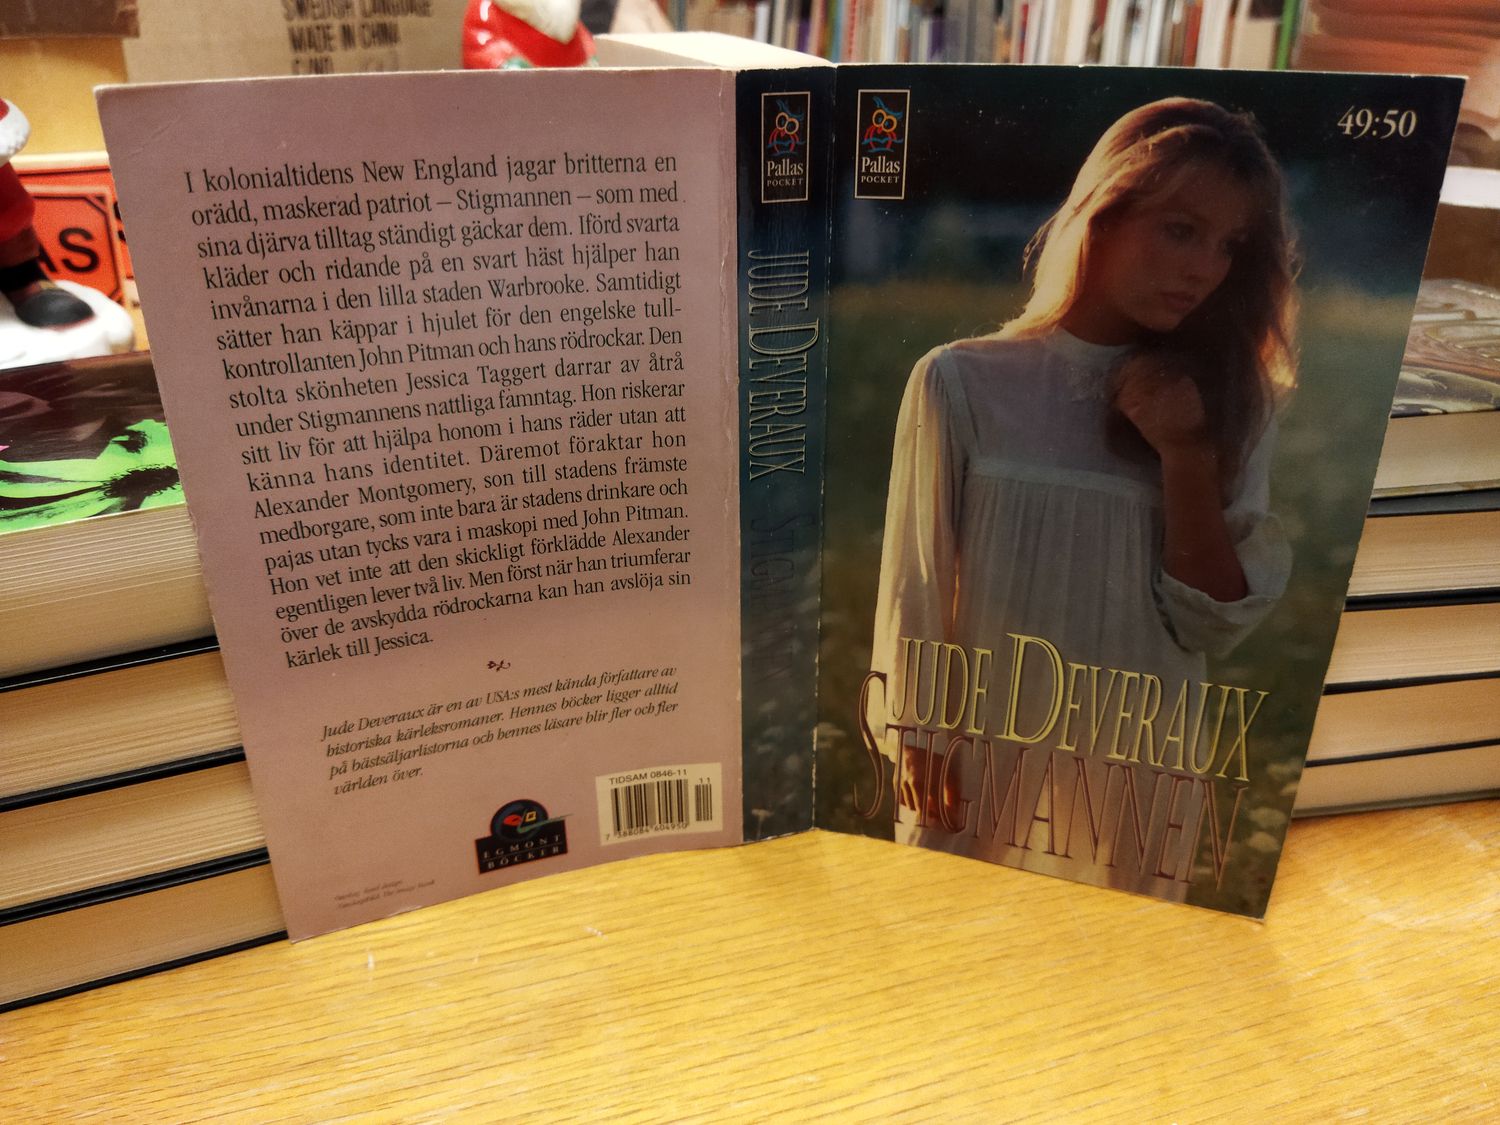 SWEDISH LANGUAGE
MADE IN CHINA
AS
I kolonialtidens New England jagar britterna en
orädd, maskerad patriot – Stigmannen – som med
sina djärva tilltag ständigt gäckar dem. Iförd svarta
kläder och ridande på en svart häst hjälper han
invånarna i den lilla staden Warbrooke. Samtidigt
sätter han käppar i hjulet för den engelske tull-
kontrollanten John Pitman och hans rödrockar. Den
stolta skönheten Jessica Taggert darrar av åtrå
under Stigmannens nattliga famntag. Hon riskerar
sitt liv för att hjälpa honom i hans räder utan att
känna hans identitet. Däremot föraktar hon
Alexander Montgomery, son till stadens främste
medborgare, som inte bara är stadens drinkare och
pajas utan tycks vara i maskopi med John Pitman.
Hon vet inte att den skickligt förklädde Alexander
egentligen lever två liv. Men först när han triumferar
över de avskydda rödrockarna kan han avslöja sin
kärlek till Jessica.
Jude Deveraux är en av USA:s mest kända författare av
historiska kärleksromaner. Hennes böcker ligger alltid
på bästsäljarlistorna och hennes läsare blir fler och fler
världen över.
EGMONT
BÖCKER
TIDSAM 0846-11
11
7 388084 604950
Pallas
POCKET
JUDE DEVERAUX
STIGMANNEN
Pallas
POCKET
49:50
JUDE DEVERAUX
STIGMANNEN